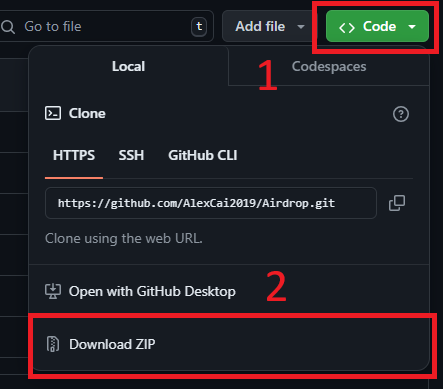 Go to file t Add file <> Code
Local Codespaces
1
Clone
HTTPS SSH GitHub CLI
https://github.com/AlexCai2019/Airdrop.git
Clone using the web URL.
2
Open with GitHub Desktop
Download ZIP